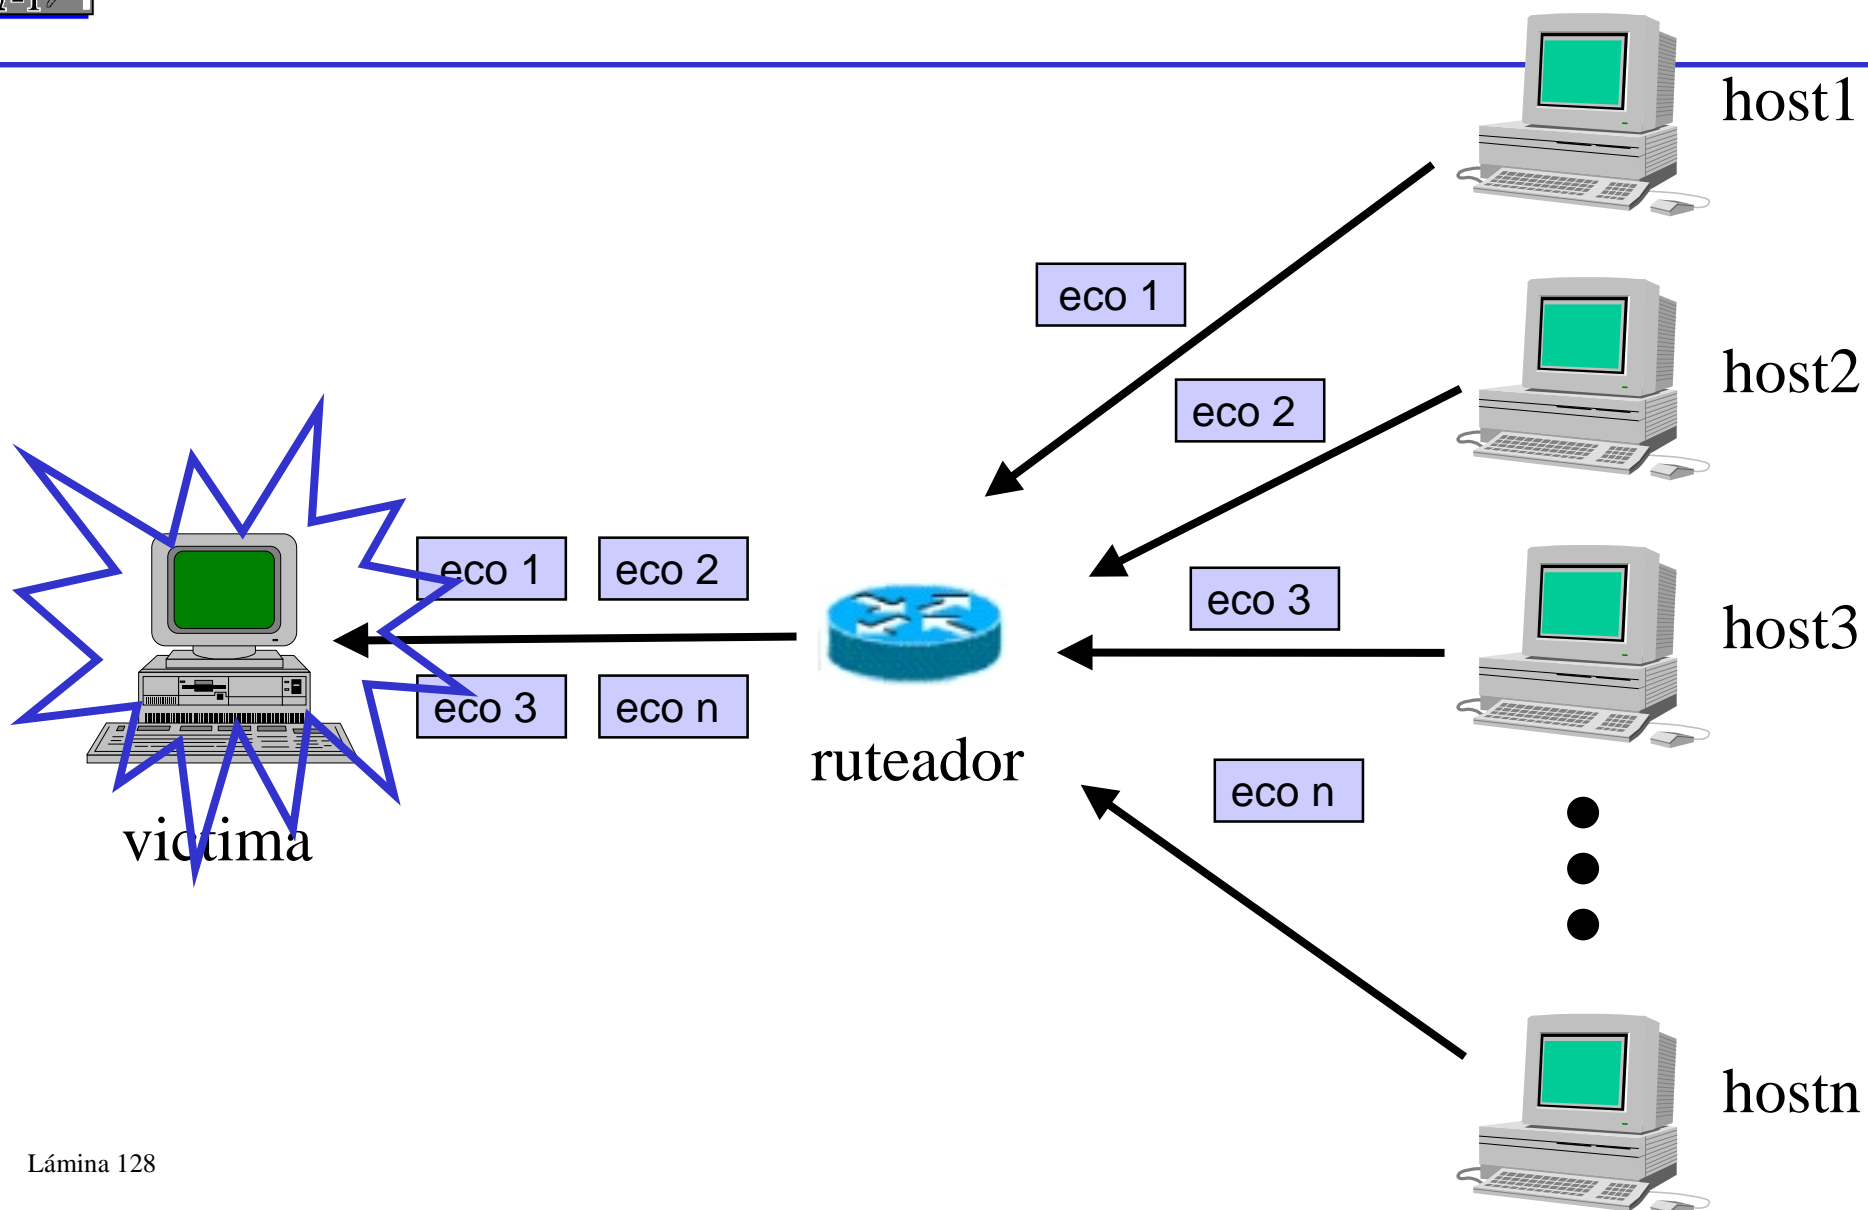 host1
eco 1
host2
eco 2
eco 1
eco 2
eco 3
host3
eco 3
eco n
ruteador
eco n
victima
hostn
Lámina 128